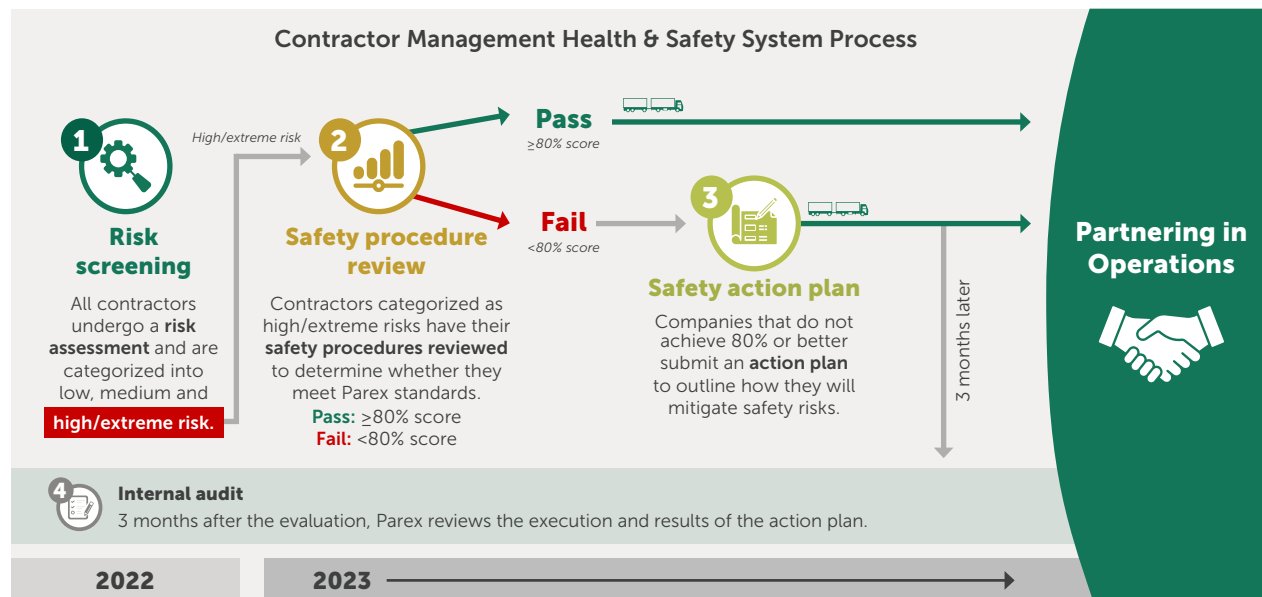 Contractor Management Health & Safety System Process
1
High/extreme risk
2
Pass
≥80% score
Fail
<80% score
3
Risk
screening
All contractors
undergo a risk
assessment and are
categorized into
low, medium and
high/extreme risk.
Safety procedure
review
Contractors categorized as
high/extreme risks have their
safety procedures reviewed
to determine whether they
meet Parex standards.
Pass: ≥80% score
Fail: <80% score
Safety action plan
Companies that do not
achieve 80% or better
submit an action plan
to outline how they will
mitigate safety risks.
3 months later
Partnering in
Operations
4
Internal audit
3 months after the evaluation, Parex reviews the execution and results of the action plan.
2022
2023